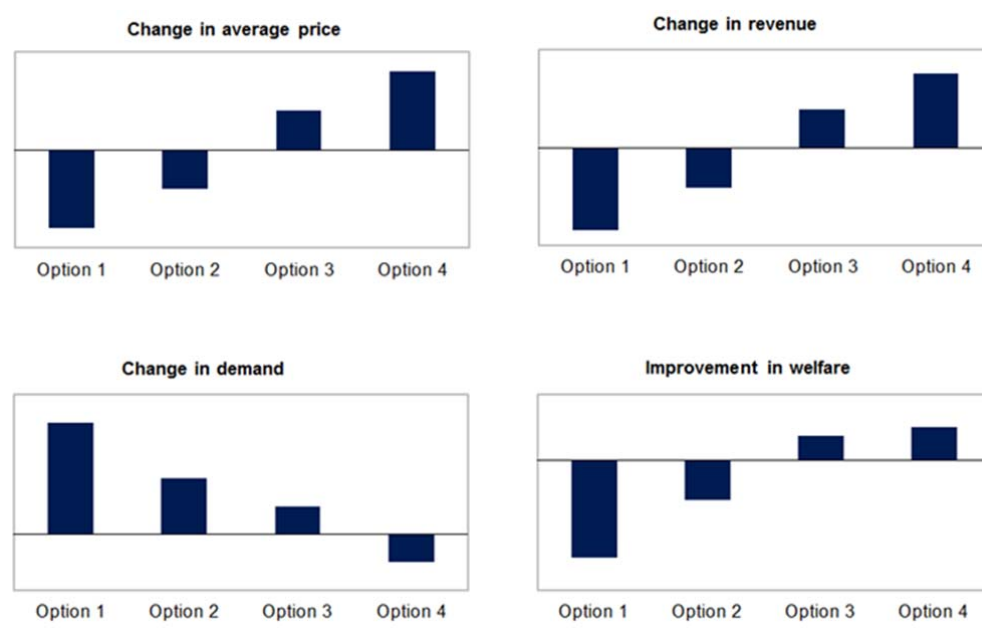 Change in average price
Option 1 Option 2 Option 3 Option 4
Change in revenue
Option 1 Option 2 Option 3 Option 4
Change in demand
Option 1 Option 2 Option 3 Option 4
Improvement in welfare
Option 1 Option 2 Option 3 Option 4